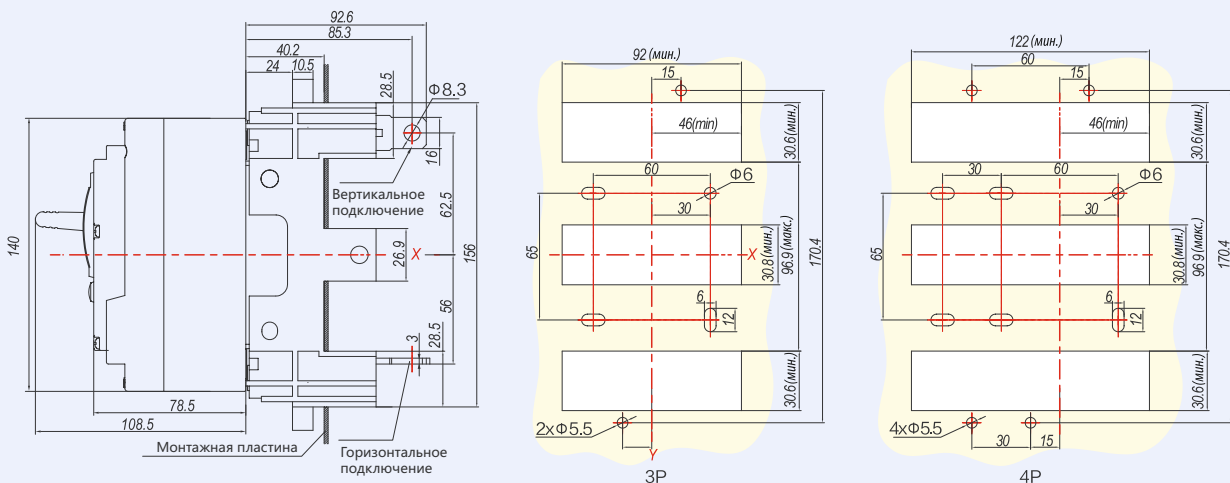 92.6
85.3
40.2
24
10.5
28.5
Φ8.3
16
Вертикальное
подключение
62.5
140
26.9
X
156
56
3
28.5
78.5
108.5
Монтажная пластина
Горизонтальное
подключение
92 (мин.)
15
46(min)
30.6 (мин.)
60
Φ6
30
65
X
30.8 (мин.)
96.9 (макс.)
170.4
6
12
30.6 (мин.)
2xΦ5.5
Y
3P
122 (мин.)
60
15
46(min)
30.6 (мин.)
30
60
Φ6
30
65
30.8 (мин.)
96.9 (макс.)
170.4
6
12
30.6 (мин.)
4xΦ5.5
30
15
4P